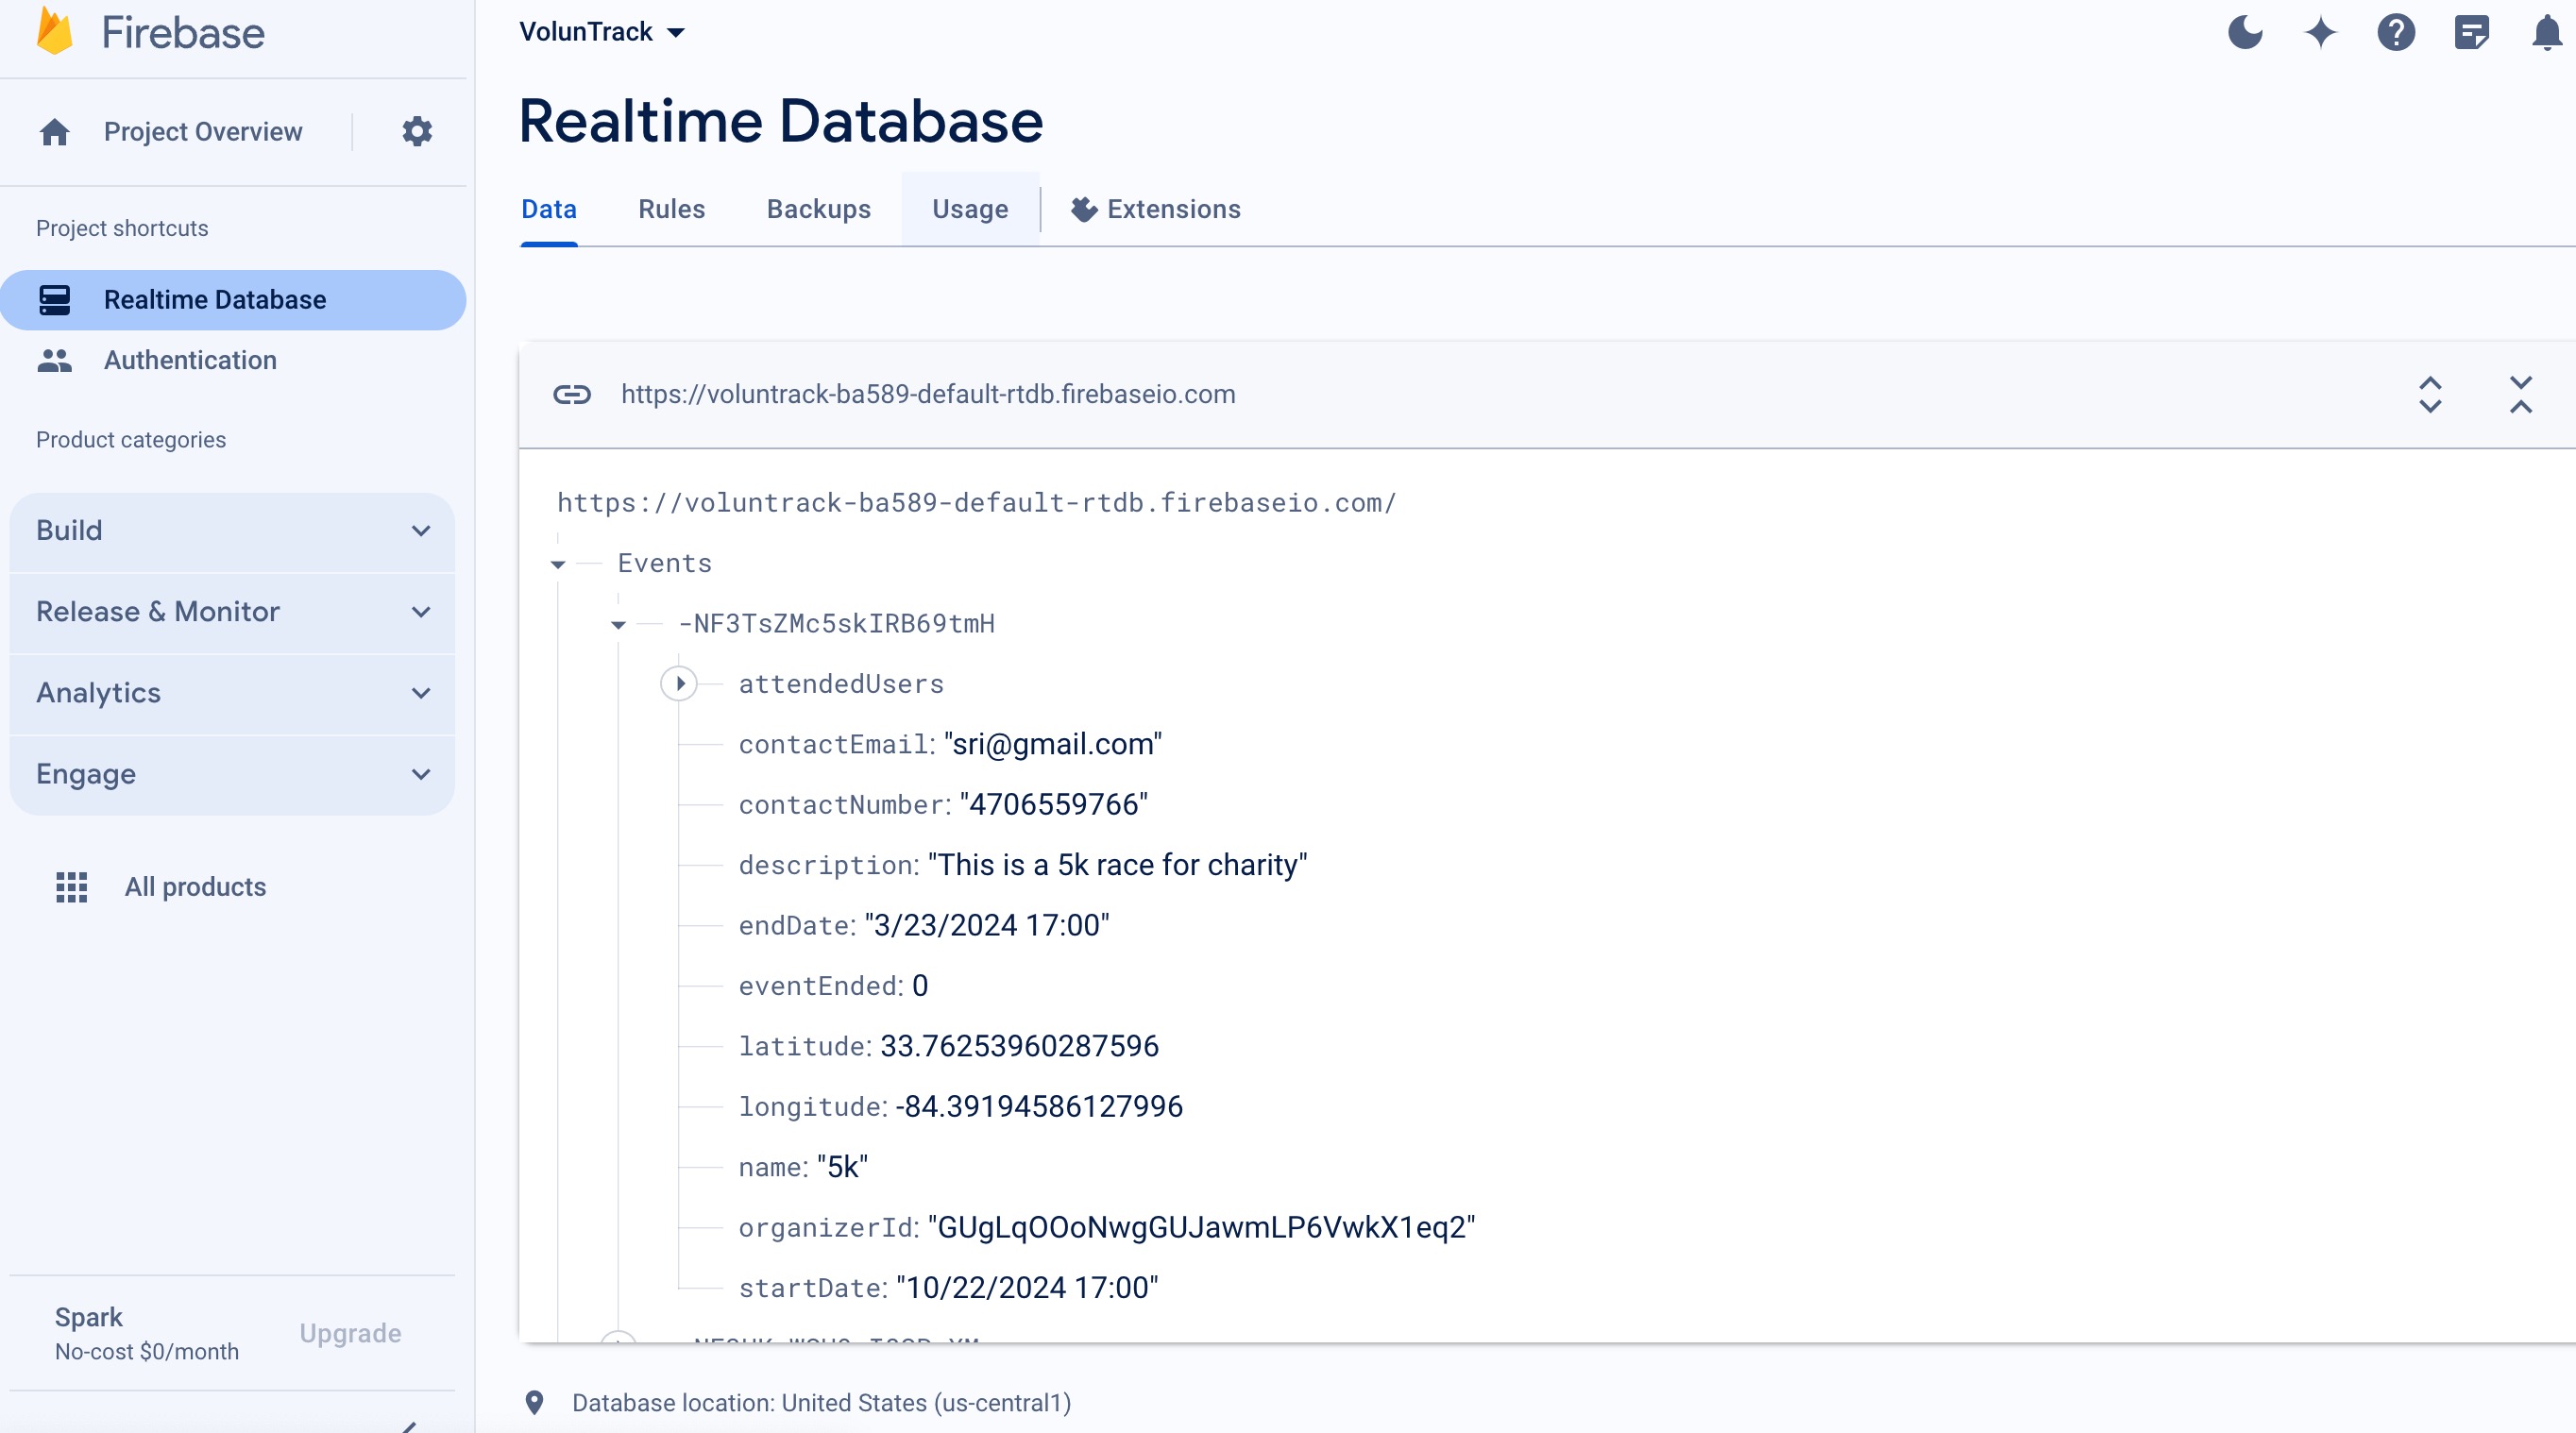 Firebase
Project Overview
Project shortcuts
Realtime Database
Authentication
Product categories
Build
Release & Monitor
Analytics
Engage
All products
Spark
No-cost $0/month
Upgrade
VolunTrack
Realtime Database
Data Rules Backups Usage Extensions
https://voluntrack-ba589-default-rtdb.firebaseio.com
https://voluntrack-ba589-default-rtdb.firebaseio.com/
Events
-NF3TsZMc5skIRB69tmH
attendedUsers
contactEmail: "sri@gmail.com"
contactNumber: "4706559766"
description: "This is a 5k race for charity"
endDate: "3/23/2024 17:00"
eventEnded: 0
latitude: 33.76253960287596
longitude: -84.39194586127996
name: "5k"
organizerId: "GUgLqOOoNwgGUJawmLP6VwkX1eq2"
startDate: "10/22/2024 17:00"
Database location: United States (us-central1)